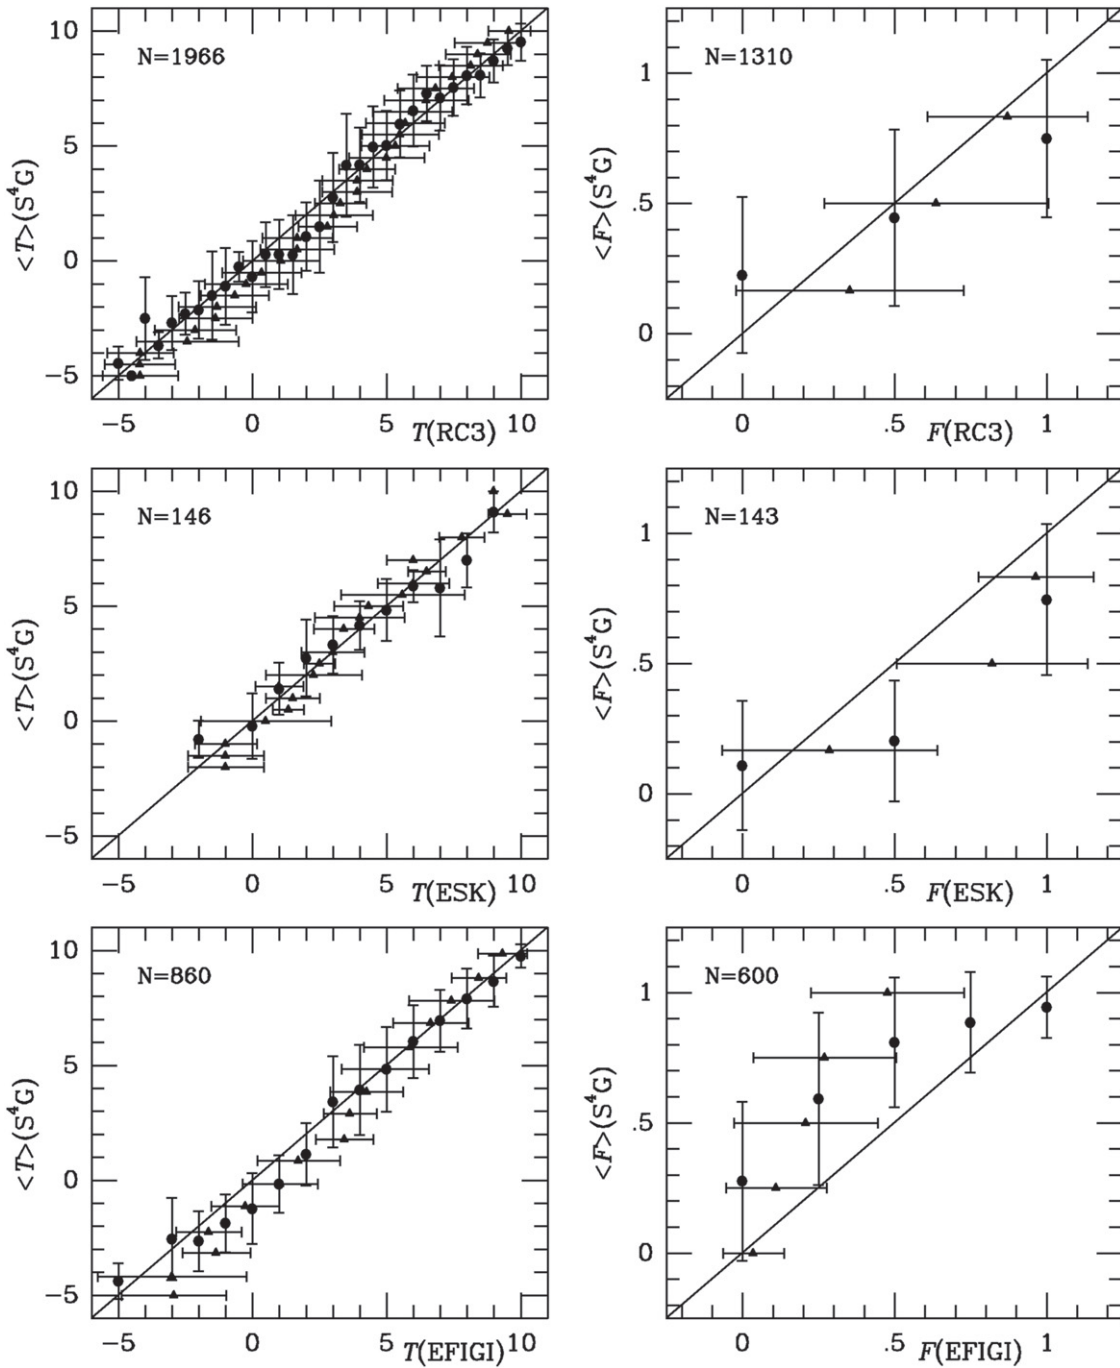 10
5
0
−5
<T>(S⁴G)
N=1966
−5 0 5 10
T(RC3)
1
.5
0
<F>(S⁴G)
N=1310
0 .5 1
F(RC3)
10
5
0
−5
<T>(S⁴G)
N=146
−5 0 5 10
T(ESK)
1
.5
0
<F>(S⁴G)
N=143
0 .5 1
F(ESK)
10
5
0
−5
<T>(S⁴G)
N=860
−5 0 5 10
T(EFIGI)
1
.5
0
<F>(S⁴G)
N=600
0 .5 1
F(EFIGI)